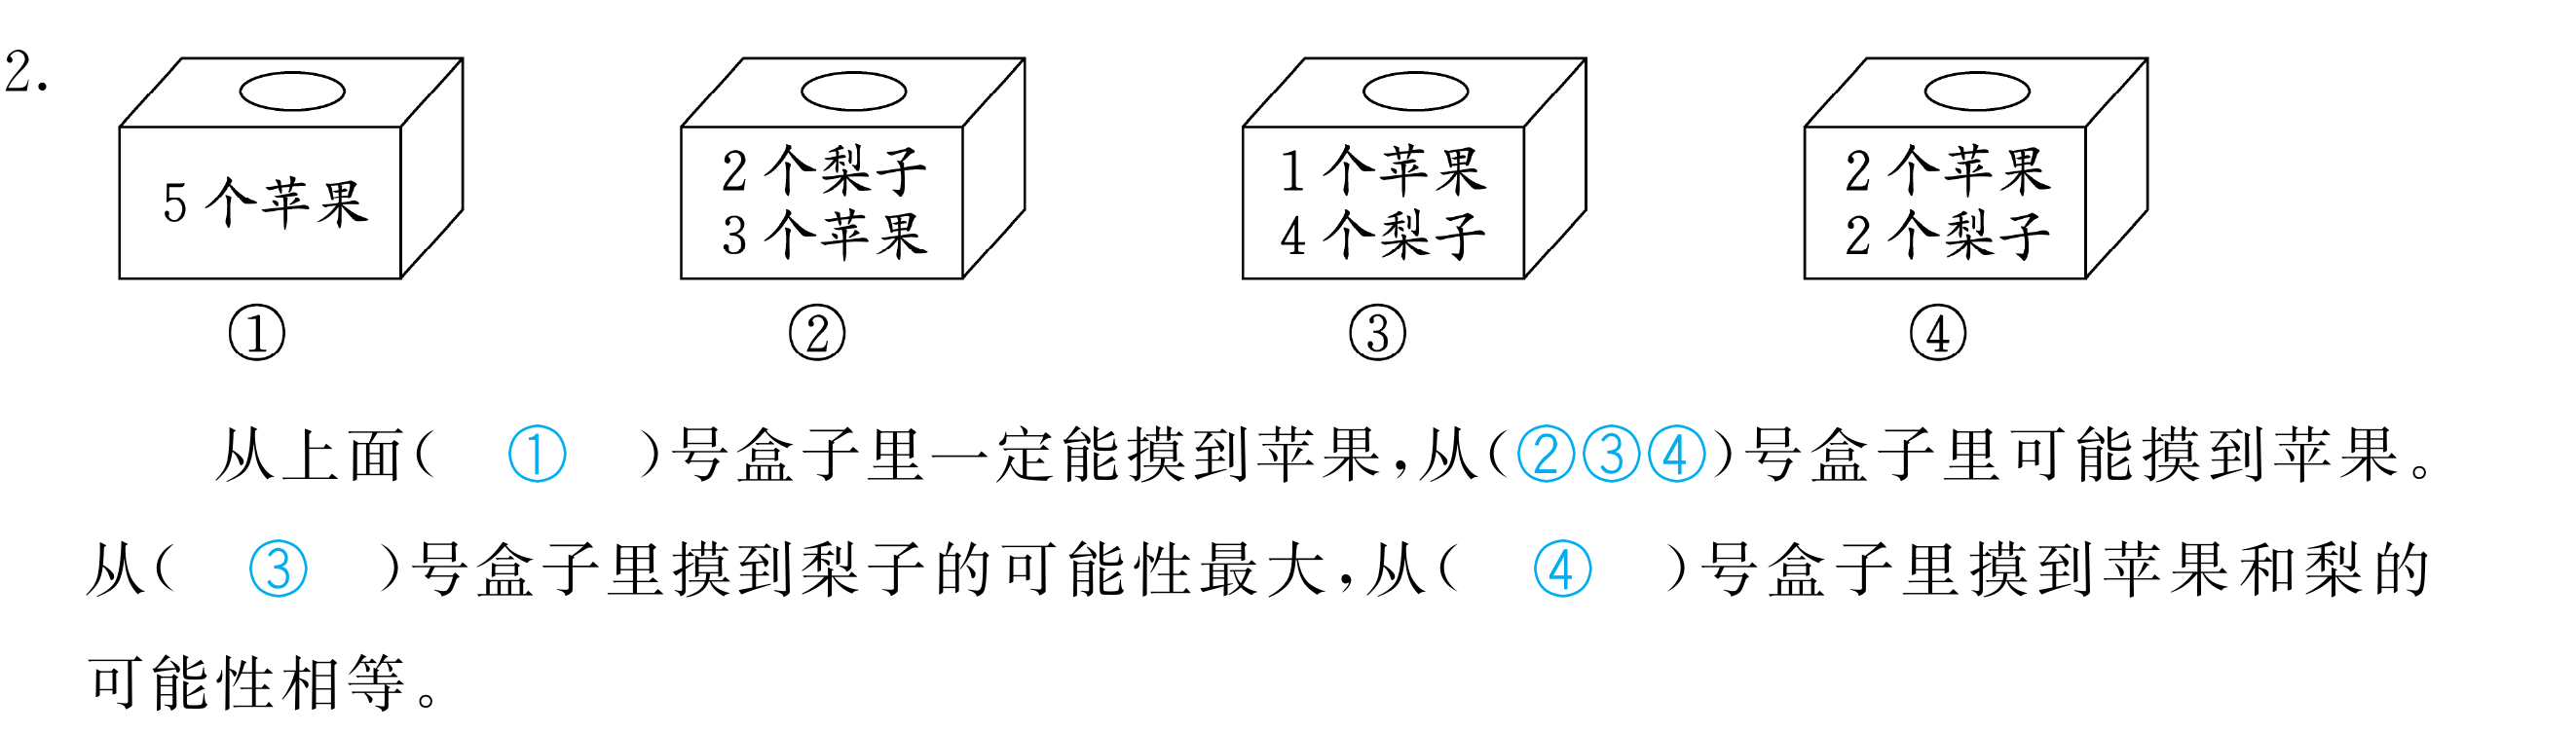 2.
5个苹果
2个梨子
3个苹果
1个苹果
4个梨子
2个苹果
2个梨子
① ② ③ ④
从上面( ① )号盒子里一定能摸到苹果,从(②③④)号盒子里可能摸到苹果。
从( ③ )号盒子里摸到梨子的可能性最大,从( ④ )号盒子里摸到苹果和梨的
可能性相等。